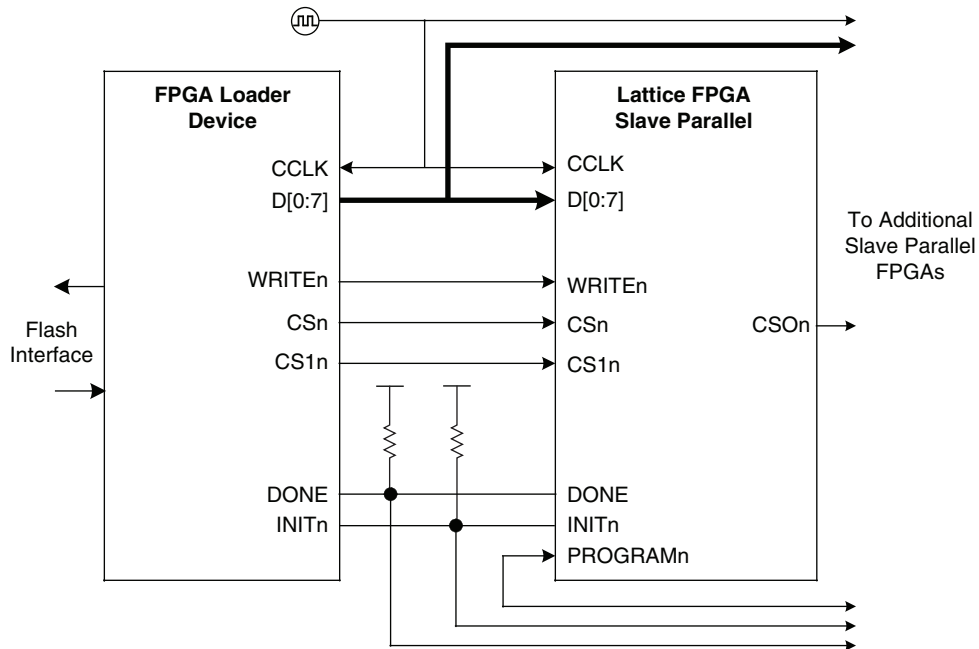 FPGA Loader
Device
CCLK
D[0:7]
WRITEn
CSn
CS1n
DONE
INITn
Flash
Interface
Lattice FPGA
Slave Parallel
CCLK
D[0:7]
WRITEn
CSn
CS1n
DONE
INITn
PROGRAMn
CSOn
To Additional
Slave Parallel
FPGAs